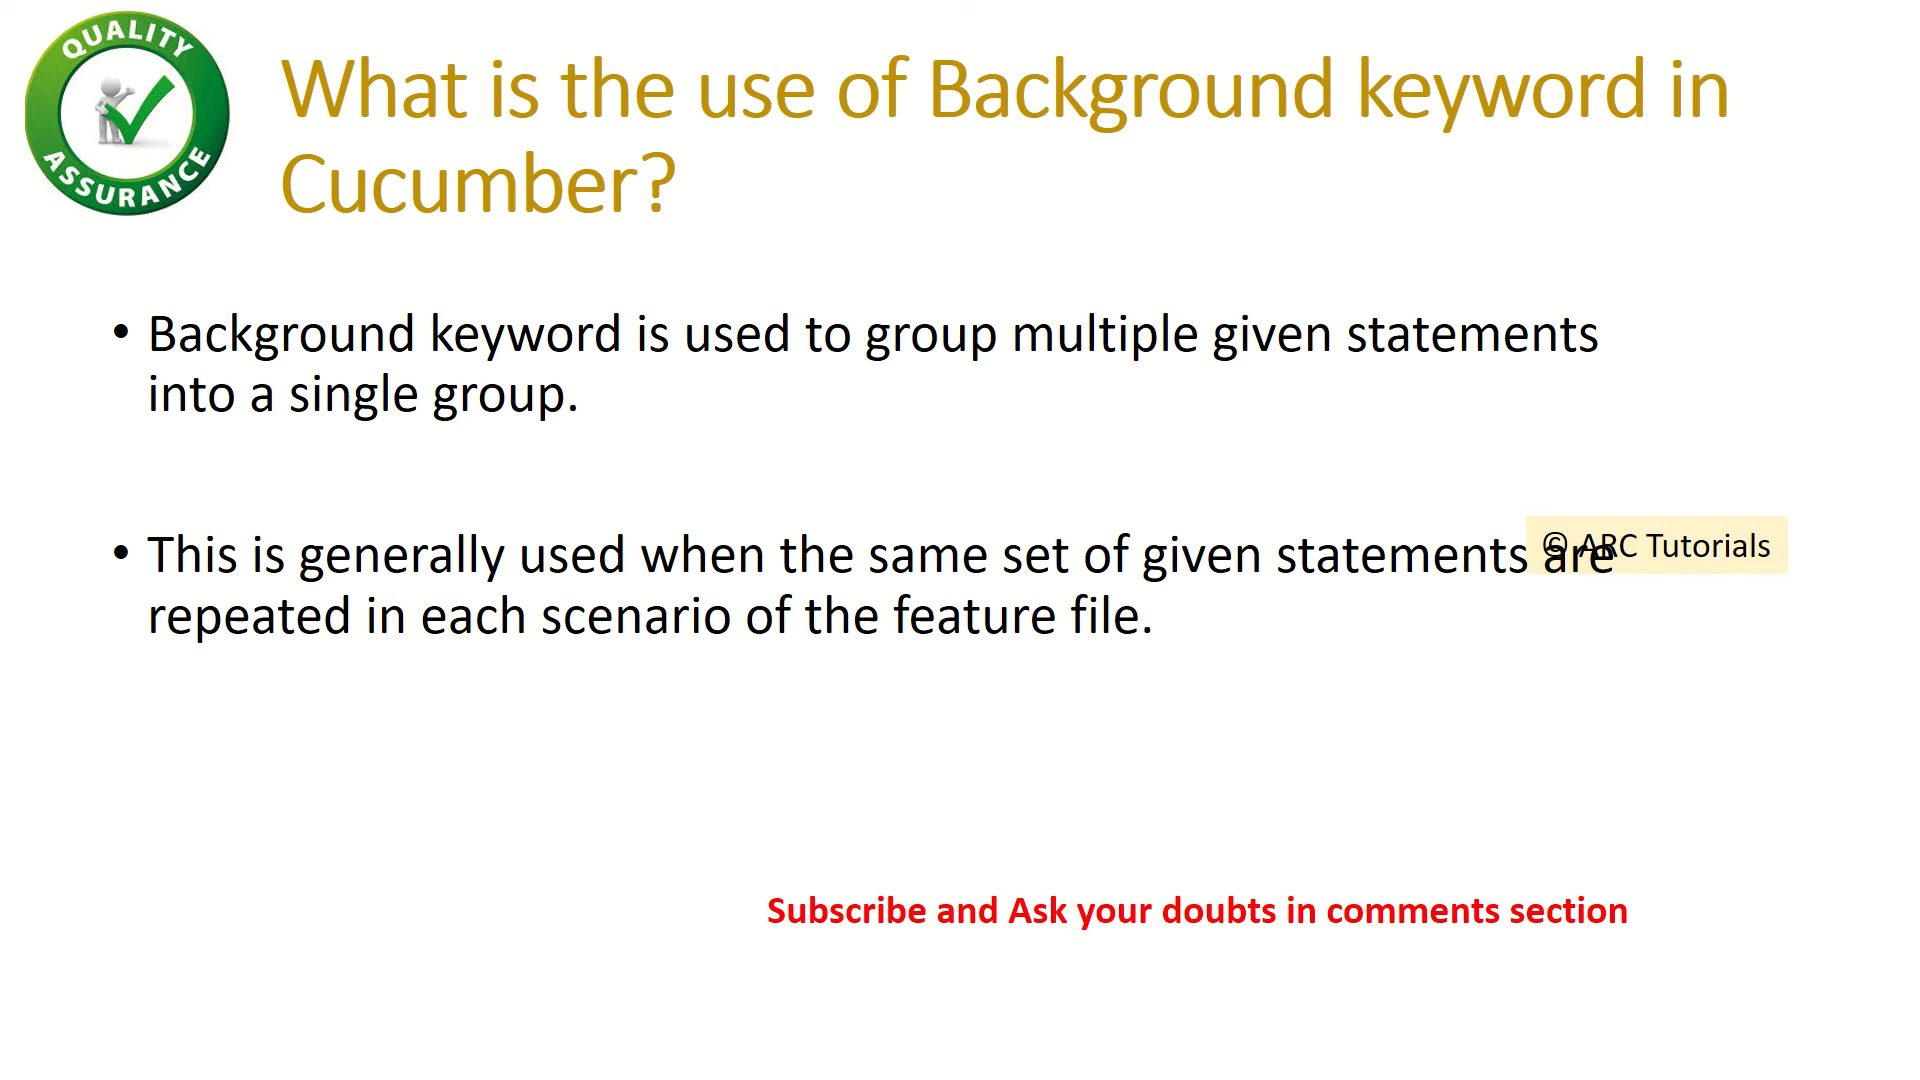 QUALITY
ASSURANCE
What is the use of Background keyword in
Cucumber?
• Background keyword is used to group multiple given statements
into a single group.
• This is generally used when the same set of given statements are
repeated in each scenario of the feature file.
© ARC Tutorials
Subscribe and Ask your doubts in comments section